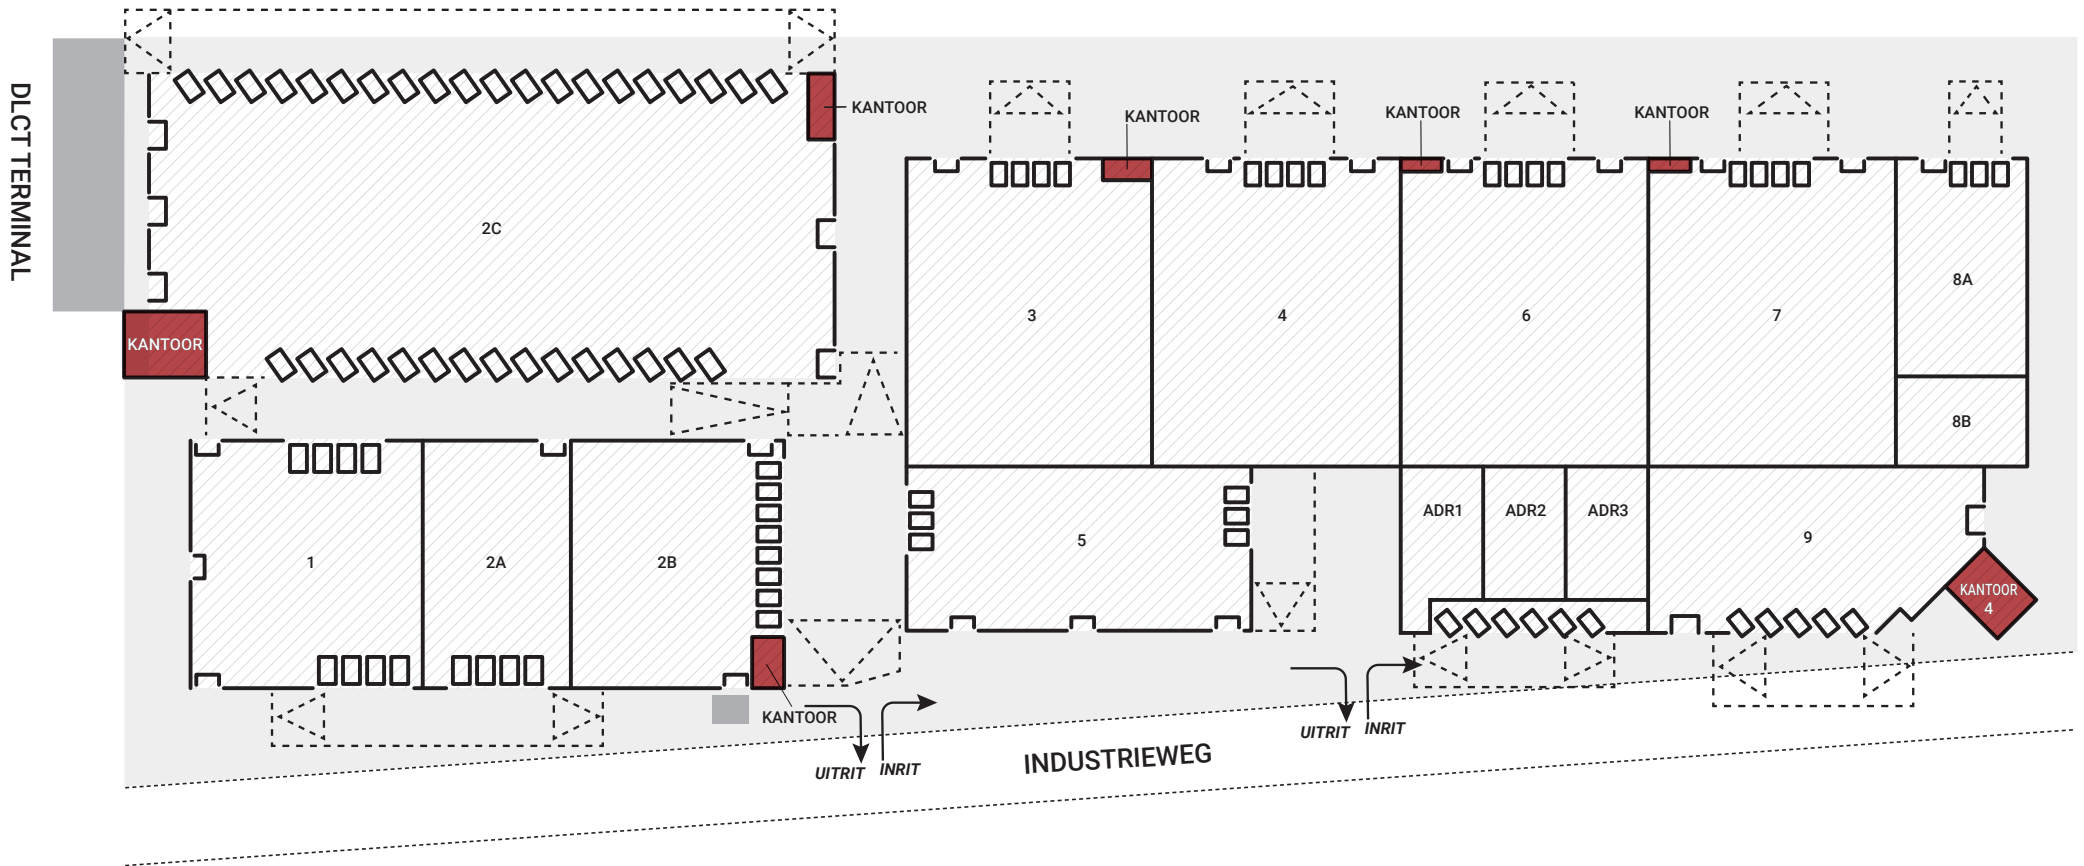 DLCT TERMINAL
KANTOOR
KANTOOR
KANTOOR
KANTOOR
2C
3
4
6
7
8A
KANTOOR
8B
1
2A
2B
5
ADR1
ADR2
ADR3
9
KANTOOR
4
KANTOOR
UITRIT
INRIT
UITRIT
INRIT
INDUSTRIEWEG